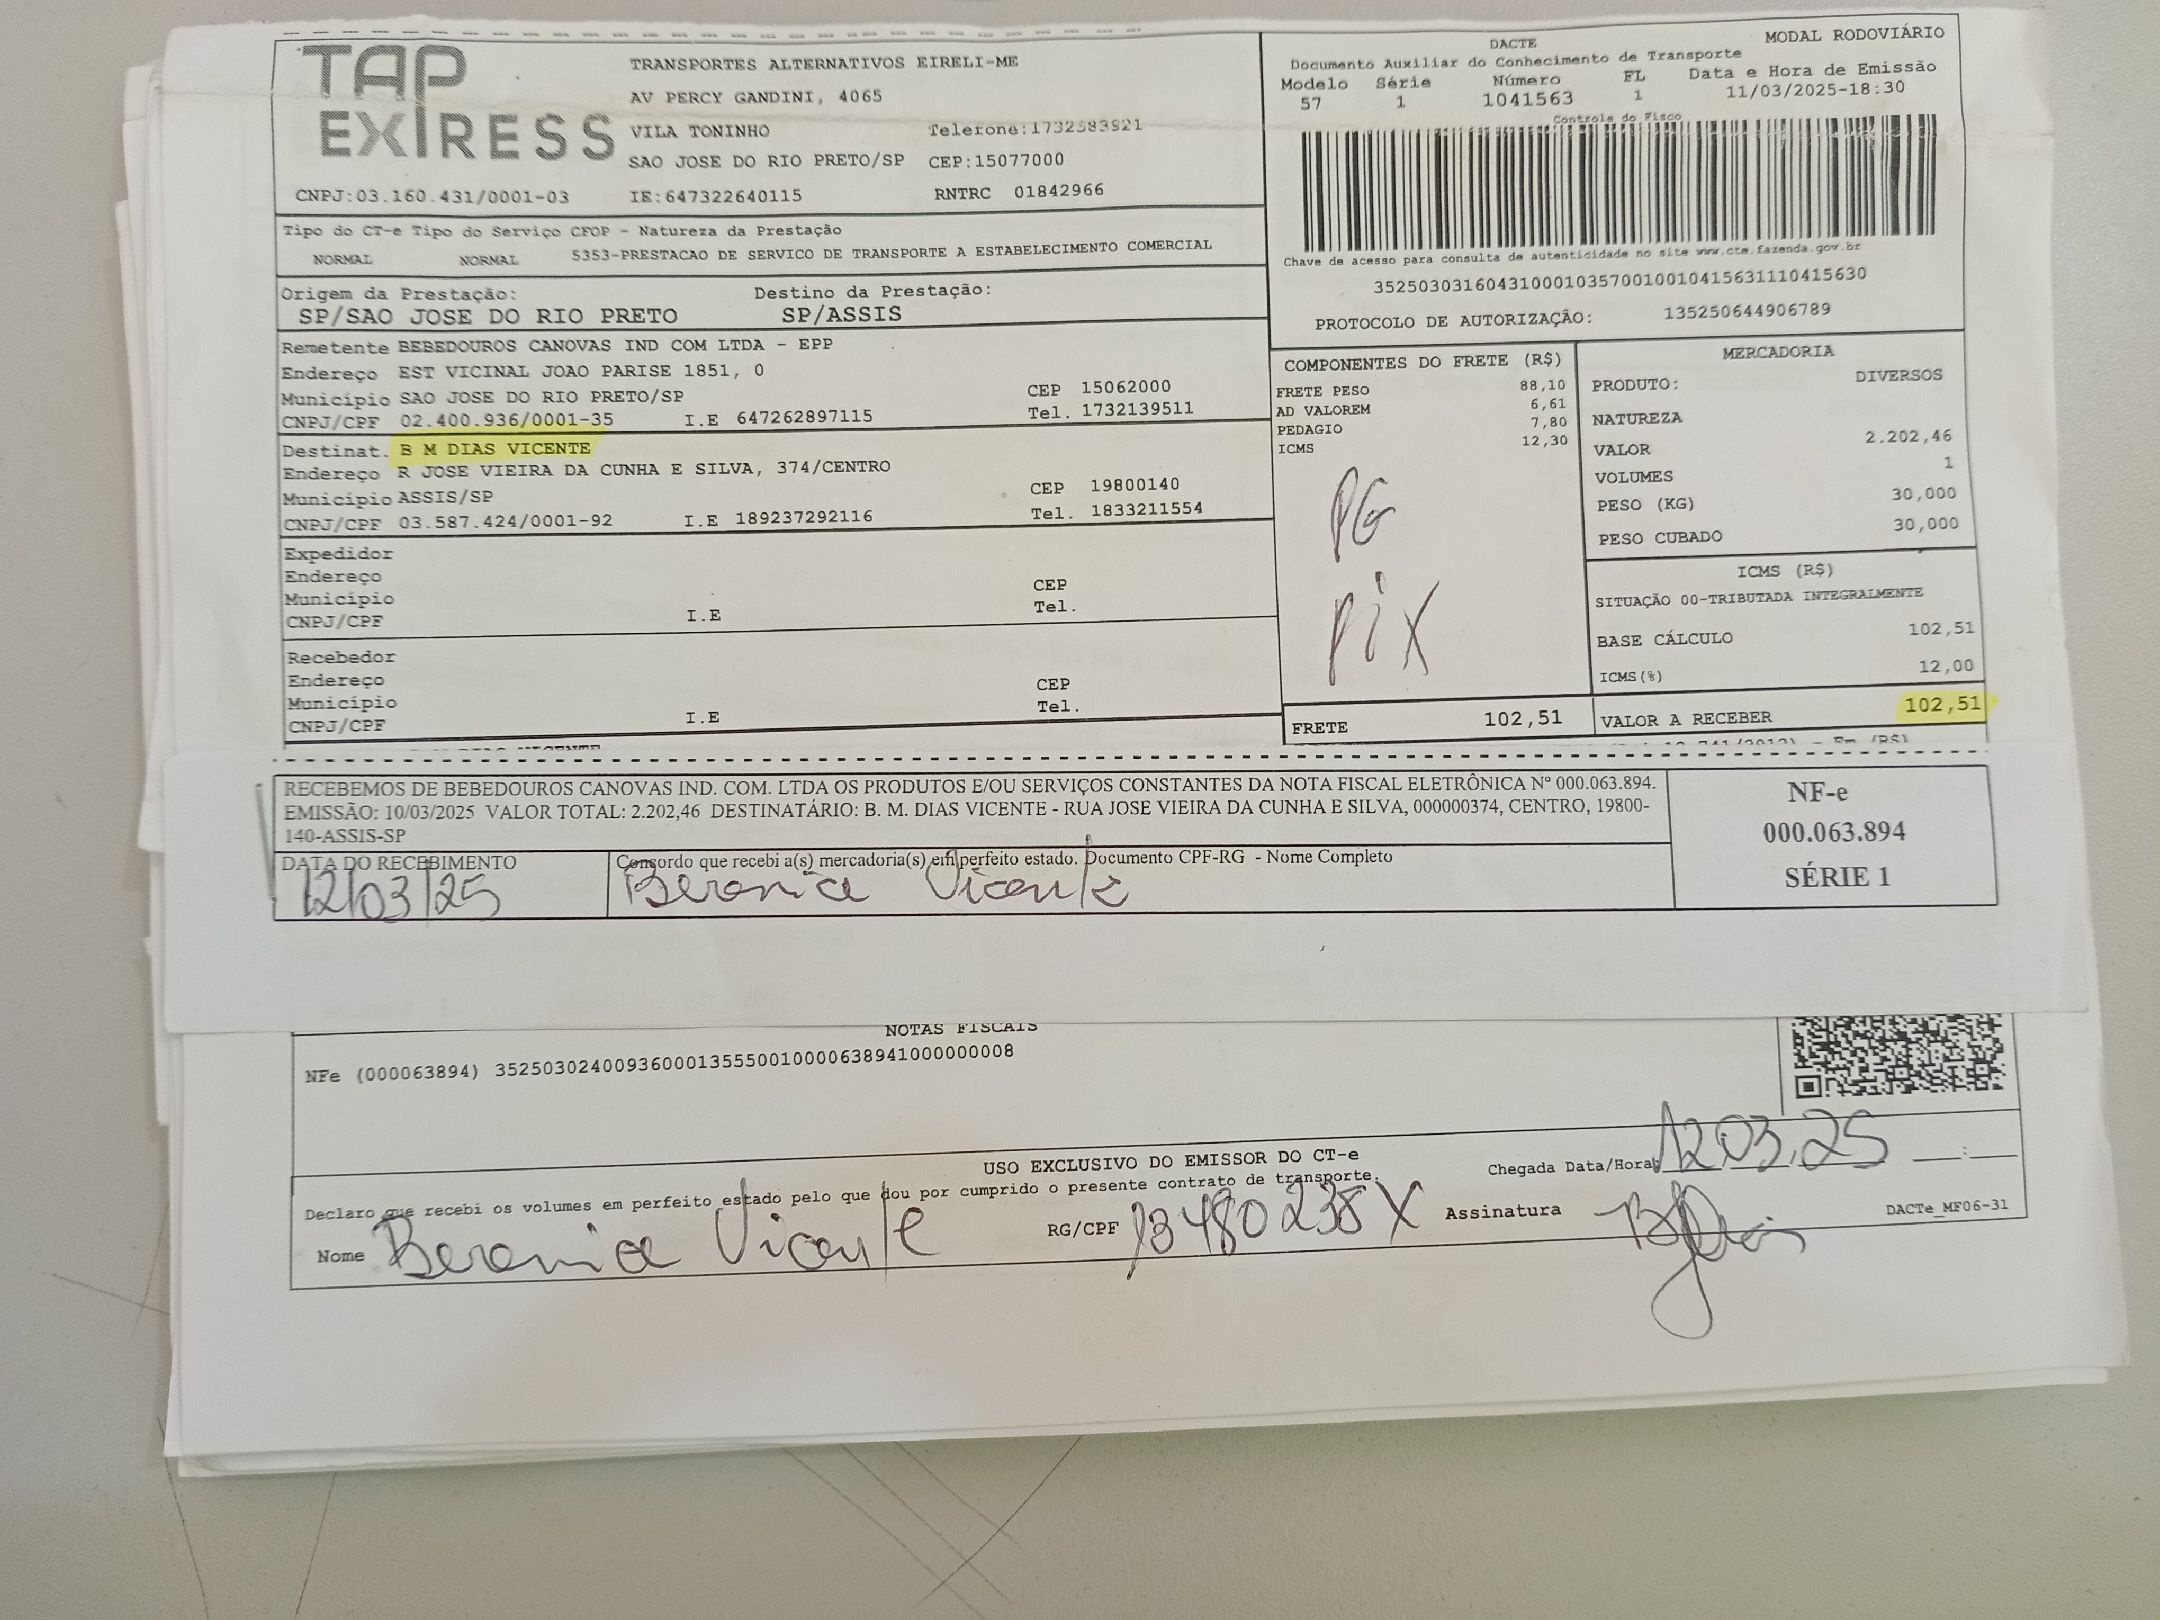 TAP
EXPRESS
TRANSPORTES ALTERNATIVOS EIRELI-ME
AV PERCY GANDINI, 4065
VILA TONINHO Telefone:1732583921
SAO JOSE DO RIO PRETO/SP CEP:15077000
CNPJ:03.160.431/0001-03 IE:647322640115 RNTRC 01842966
DACTE MODAL RODOVIÁRIO
Documento Auxiliar do Conhecimento de Transporte
Modelo Série Número FL Data e Hora de Emissão
57 1 1041563 1 11/03/2025-18:30
Controle do Fisco
Chave de acesso para consulta de autenticidade no site www.cte.fazenda.gov.br
35250303160431000103570010010415631110415630
PROTOCOLO DE AUTORIZAÇÃO: 135250644906789
Tipo do CT-e Tipo do Serviço CFOP - Natureza da Prestação
NORMAL NORMAL 5353-PRESTACAO DE SERVICO DE TRANSPORTE A ESTABELECIMENTO COMERCIAL
Origem da Prestação: Destino da Prestação:
SP/SAO JOSE DO RIO PRETO SP/ASSIS
Remetente BEBEDOUROS CANOVAS IND COM LTDA - EPP
Endereço EST VICINAL JOAO PARISE 1851, 0
Município SAO JOSE DO RIO PRETO/SP CEP 15062000
CNPJ/CPF 02.400.936/0001-35 I.E 647262897115 Tel. 1732139511
Destinat. B M DIAS VICENTE
Endereço R JOSE VIEIRA DA CUNHA E SILVA, 374/CENTRO
Município ASSIS/SP CEP 19800140
CNPJ/CPF 03.587.424/0001-92 I.E 189237292116 Tel. 1833211554
Expedidor
Endereço
Município CEP
CNPJ/CPF I.E Tel.
Recebedor
Endereço
Município CEP
CNPJ/CPF I.E Tel.
COMPONENTES DO FRETE (R$)
FRETE PESO 88,10
AD VALOREM 6,61
PEDAGIO 7,80
ICMS 12,30
PG
PiX
FRETE 102,51
MERCADORIA
PRODUTO: DIVERSOS
NATUREZA
VALOR 2.202,46
VOLUMES 1
PESO (KG) 30,000
PESO CUBADO 30,000
ICMS (R$)
SITUAÇÃO 00-TRIBUTADA INTEGRALMENTE
BASE CÁLCULO 102,51
ICMS(%) 12,00
VALOR A RECEBER 102,51
RECEBEMOS DE BEBEDOUROS CANOVAS IND. COM. LTDA OS PRODUTOS E/OU SERVIÇOS CONSTANTES DA NOTA FISCAL ELETRÔNICA Nº 000.063.894.
EMISSÃO: 10/03/2025 VALOR TOTAL: 2.202,46 DESTINATÁRIO: B. M. DIAS VICENTE - RUA JOSE VIEIRA DA CUNHA E SILVA, 000000374, CENTRO, 19800-
140-ASSIS-SP
DATA DO RECEBIMENTO Concordo que recebi a(s) mercadoria(s) em perfeito estado. Documento CPF-RG - Nome Completo
12/03/25 Berenice Vicente
NF-e
000.063.894
SÉRIE 1
NOTAS FISCAIS
NFe (000063894) 35250302400936000135550010000638941000000008
USO EXCLUSIVO DO EMISSOR DO CT-e
Declaro que recebi os volumes em perfeito estado pelo que dou por cumprido o presente contrato de transporte.
Chegada Data/Hora: 12.03.25 __:__
Nome Berenice Vicente RG/CPF 13480238X Assinatura
DACTe_MF06-31